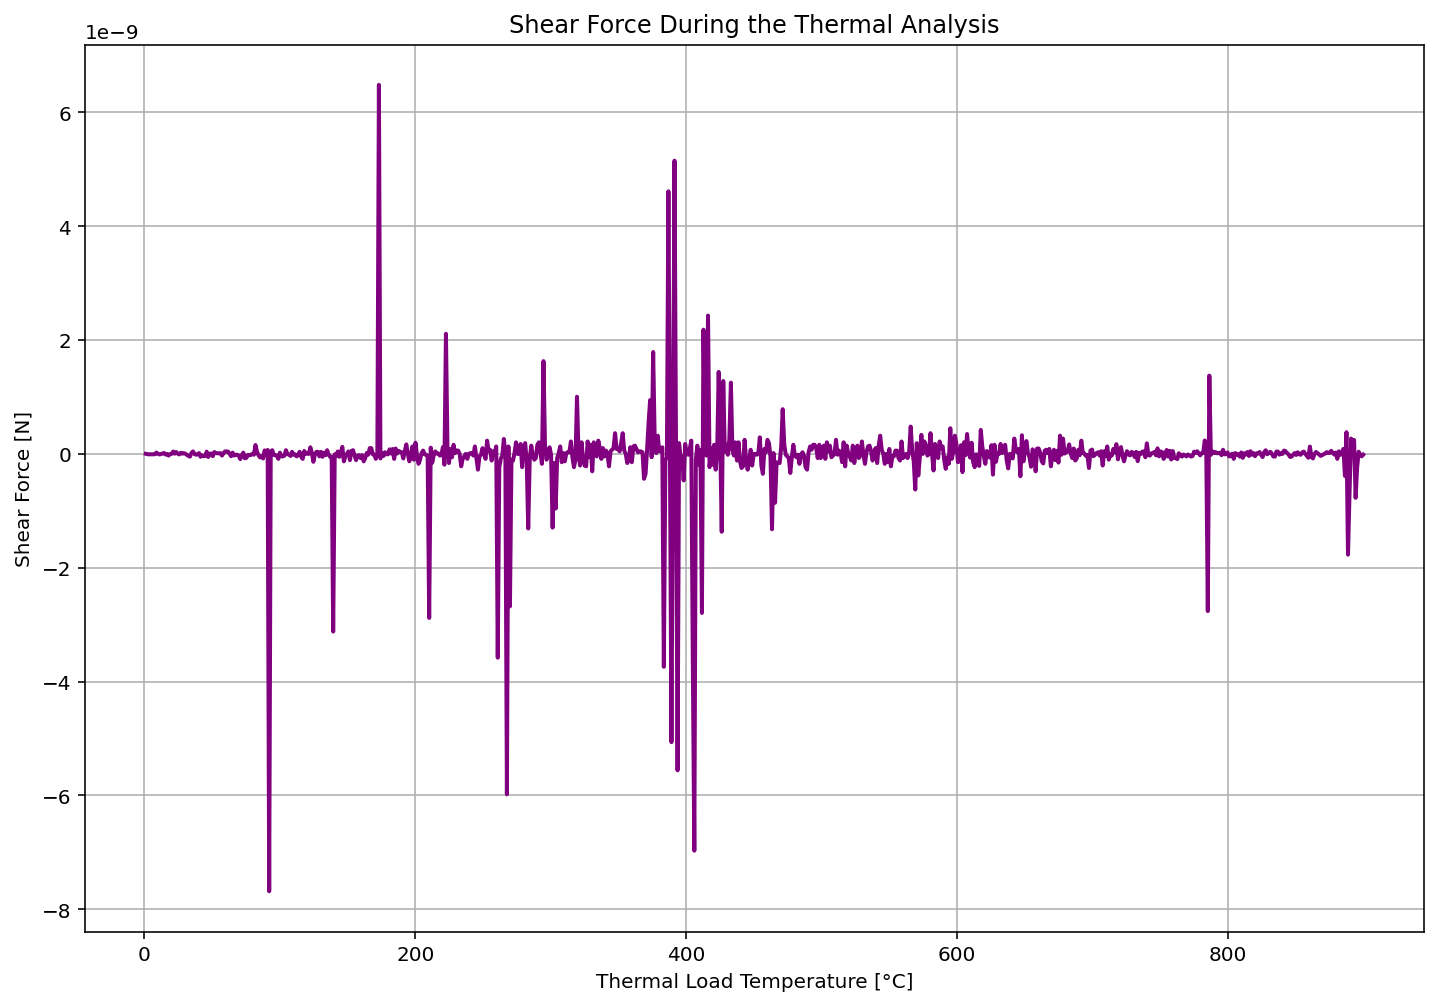 Shear Force During the Thermal Analysis
1e−9
6
4
2
0
−2
−4
−6
−8
Shear Force [N]
0 200 400 600 800
Thermal Load Temperature [°C]